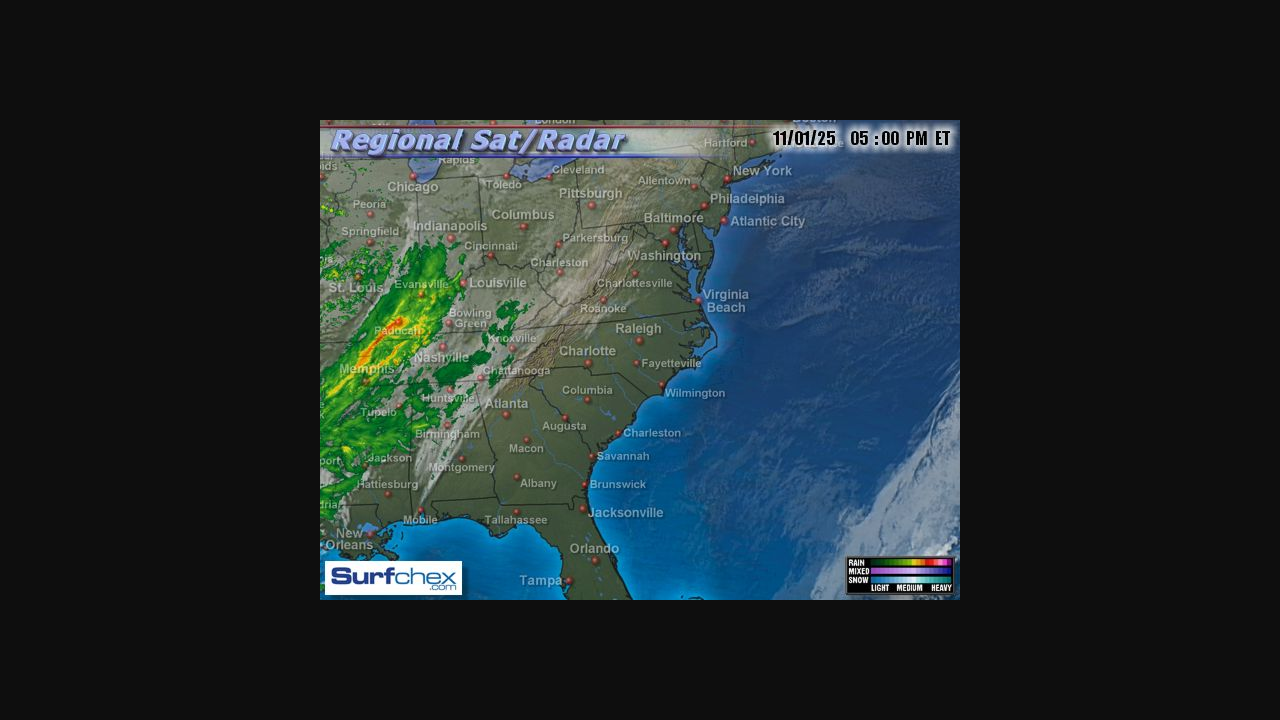 London
Boston
Regional Sat/Radar
11/01/25 05 : 00 PM ET
Hartford
Rapids
Cleveland
New York
Chicago
Toledo
Allentown
Pittsburgh
Philadelphia
Peoria
Columbus
Baltimore
Atlantic City
Springfield
Indianapolis
Parkersburg
Cincinnati
Washington
Charleston
St. Louis
Evansville
Louisville
Charlottesville
Virginia
Beach
Roanoke
Bowling
Green
Paducah
Raleigh
Knoxville
Nashville
Charlotte
Fayetteville
Memphis
Chattanooga
Wilmington
Columbia
Huntsville
Atlanta
Tupelo
Augusta
Charleston
Birmingham
Macon
Savannah
Jackson
Montgomery
Hattiesburg
Albany
Brunswick
Mobile
Tallahassee
Jacksonville
New
Orleans
Orlando
Tampa
Surfchex
.com
RAIN
MIXED
SNOW
LIGHT MEDIUM HEAVY